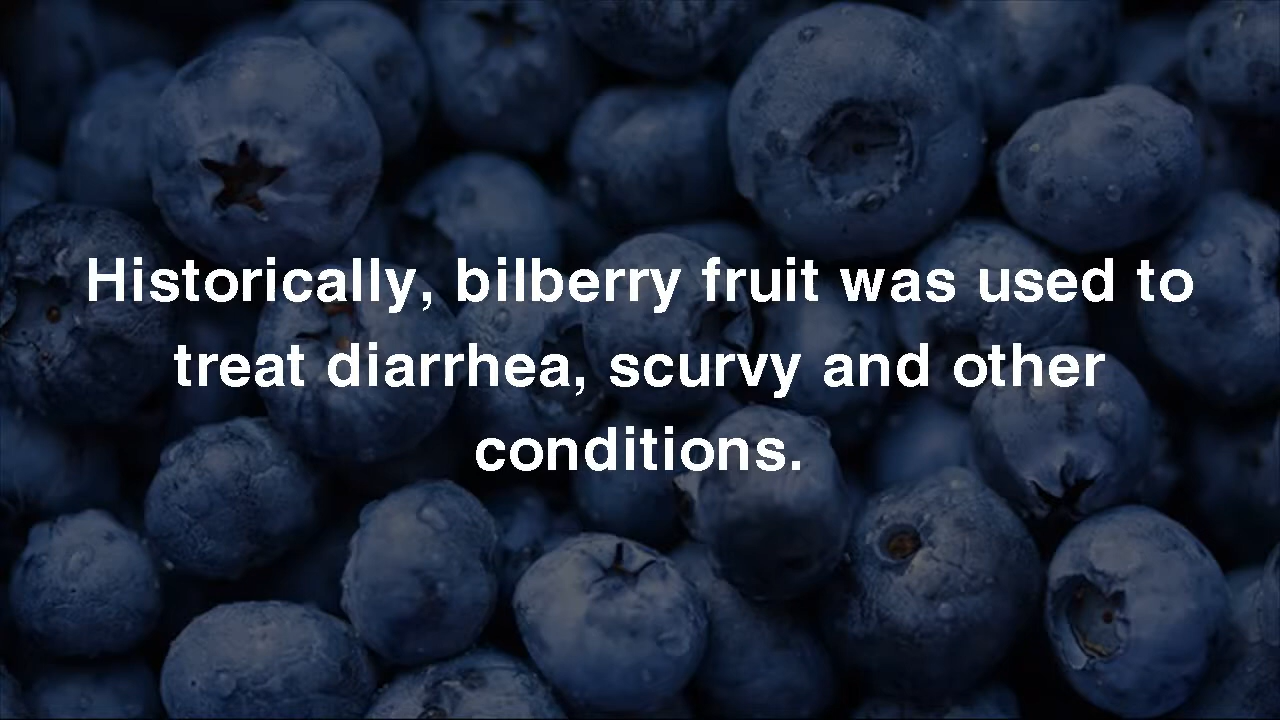 Historically, bilberry fruit was used to
treat diarrhea, scurvy and other
conditions.